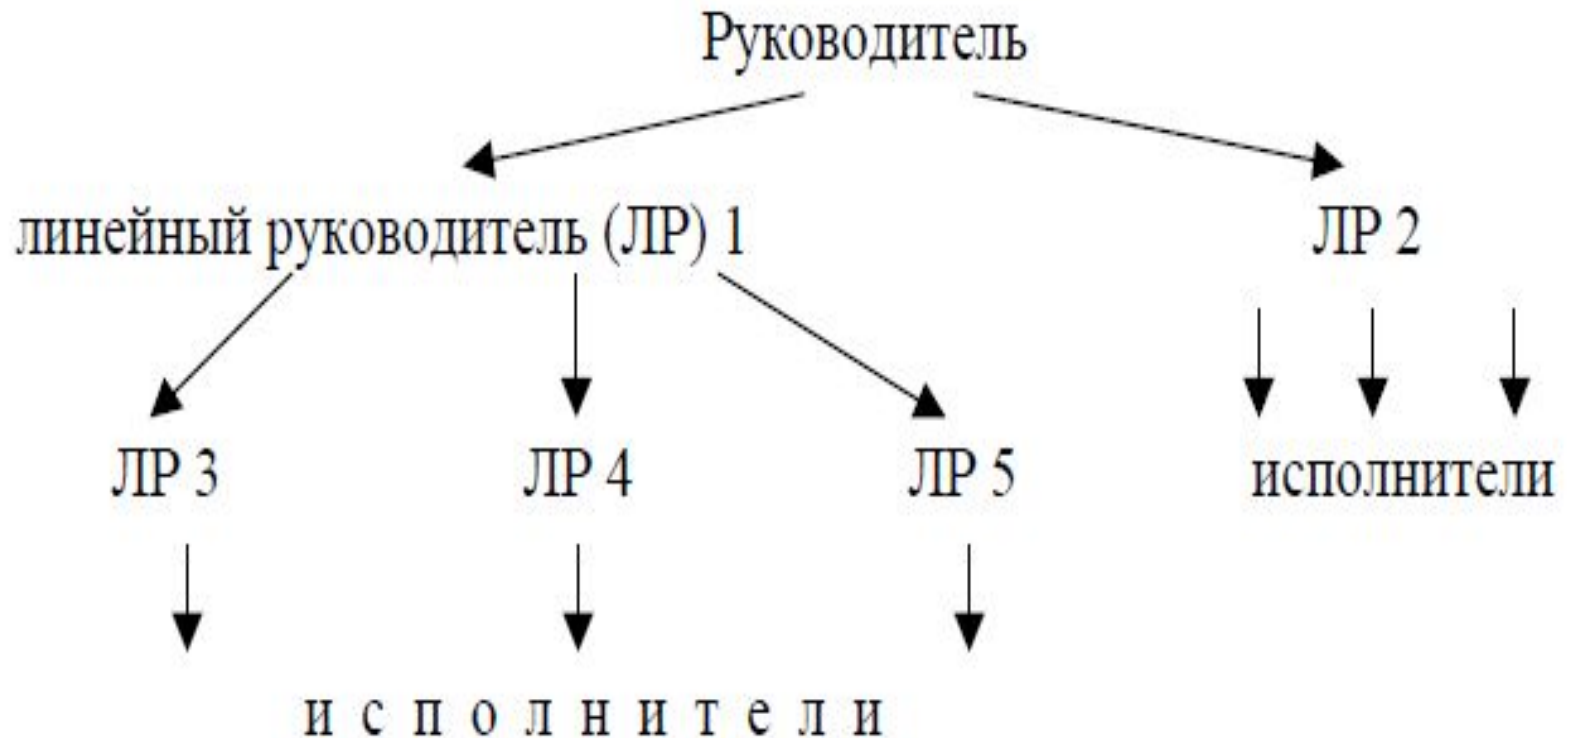 Руководитель
линейный руководитель (ЛР) 1 ЛР 2
ЛР 3 ЛР 4 ЛР 5 исполнители
и с п о л н и т е л и